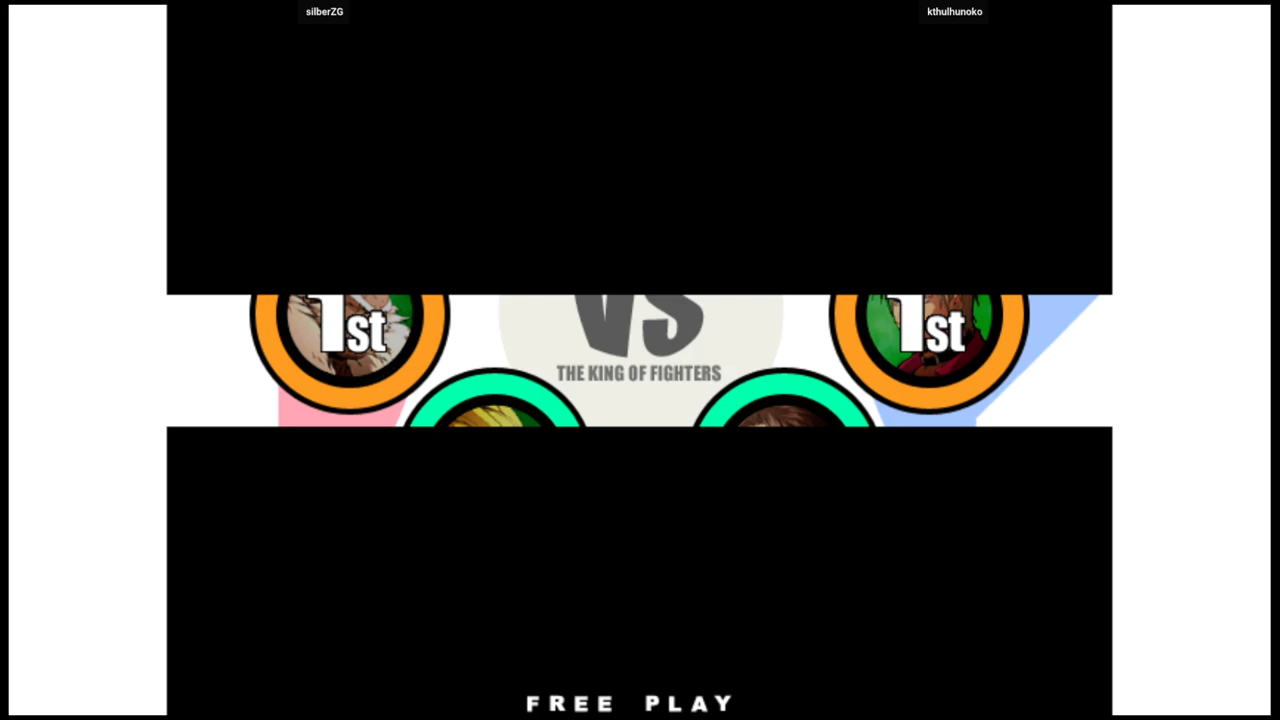 silberZG
kthulhunoko
VS
1st
1st
THE KING OF FIGHTERS
FREE PLAY